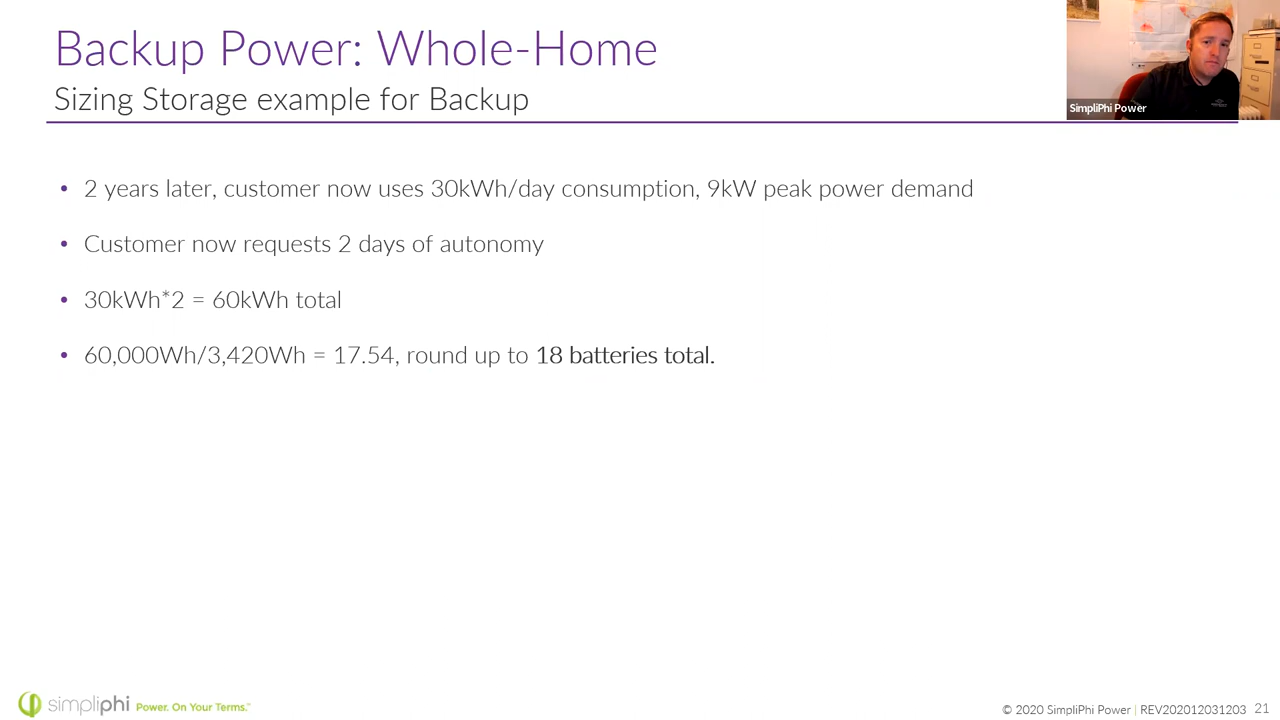 Backup Power: Whole-Home
Sizing Storage example for Backup
SimpliPhi Power
• 2 years later, customer now uses 30kWh/day consumption, 9kW peak power demand
• Customer now requests 2 days of autonomy
• 30kWh*2 = 60kWh total
• 60,000Wh/3,420Wh = 17.54, round up to 18 batteries total.
simpliphi Power. On Your Terms.™
© 2020 SimpliPhi Power | REV202012031203 21